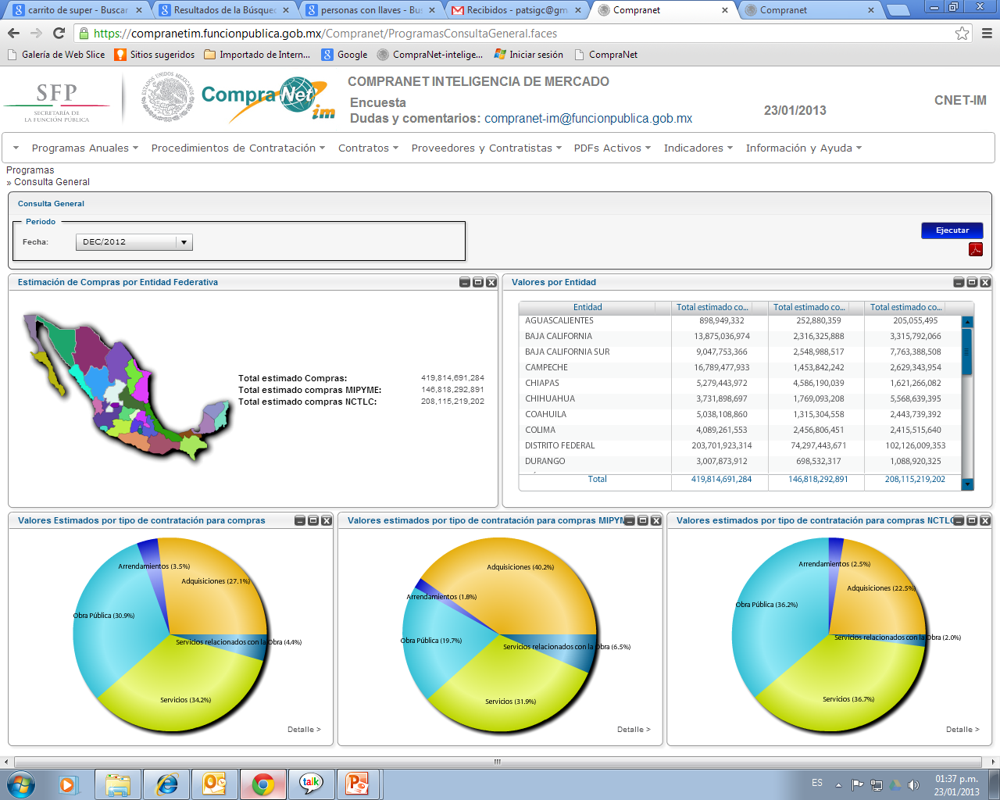 carrito de super - Buscar
Resultados de la Búsque
personas con llaves - Bus
Recibidos - patsigc@gm
Compranet
Compranet
https://compranetim.funcionpublica.gob.mx/Compranet/ProgramasConsultaGeneral.faces
Galería de Web Slice
Sitios sugeridos
Importado de Intern...
Google
CompraNet-intelige...
Iniciar sesión
CompraNet
SFP
SECRETARÍA DE
LA FUNCIÓN PÚBLICA
ESTADOS UNIDOS MEXICANOS
CompraNet im
COMPRANET INTELIGENCIA DE MERCADO
Encuesta
Dudas y comentarios: compranet-im@funcionpublica.gob.mx
23/01/2013
CNET-IM
Programas Anuales
Procedimientos de Contratación
Contratos
Proveedores y Contratistas
PDFs Activos
Indicadores
Información y Ayuda
Programas
» Consulta General
Consulta General
Periodo
Fecha:
DEC/2012
Ejecutar
Estimación de Compras por Entidad Federativa
Total estimado Compras: 419,814,691,284
Total estimado compras MIPYME: 146,818,292,891
Total estimado compras NCTLC: 208,115,219,202
Valores por Entidad
Entidad Total estimado co... Total estimado co... Total estimado co...
AGUASCALIENTES 898,949,332 252,880,359 205,055,495
BAJA CALIFORNIA 13,875,036,974 2,316,325,888 3,315,792,066
BAJA CALIFORNIA SUR 9,047,753,366 2,548,988,517 7,763,388,508
CAMPECHE 16,789,477,933 1,453,842,242 2,629,343,954
CHIAPAS 5,279,443,972 4,586,190,039 1,621,266,082
CHIHUAHUA 3,731,898,697 1,769,093,208 5,568,639,395
COAHUILA 5,038,108,860 1,315,304,558 2,443,739,392
COLIMA 4,089,261,553 2,456,806,451 2,415,515,640
DISTRITO FEDERAL 203,701,923,314 74,297,443,671 102,126,009,353
DURANGO 3,007,873,912 698,532,317 1,088,920,325
Total 419,814,691,284 146,818,292,891 208,115,219,202
Valores Estimados por tipo de contratación para compras
Arrendamientos (3.5%)
Adquisiciones (27.1%)
Obra Pública (30.9%)
Servicios relacionados con la Obra (4.4%)
Servicios (34.2%)
Detalle >
Valores estimados por tipo de contratación para compras MIPYM
Adquisiciones (40.2%)
Arrendamientos (1.8%)
Obra Pública (19.7%)
Servicios relacionados con la Obra (6.5%)
Servicios (31.9%)
Detalle >
Valores estimados por tipo de contratación para compras NCTLC
Arrendamientos (2.5%)
Adquisiciones (22.5%)
Obra Pública (36.2%)
Servicios relacionados con la Obra (2.0%)
Servicios (36.7%)
Detalle >
talk
ES
01:37 p.m.
23/01/2013